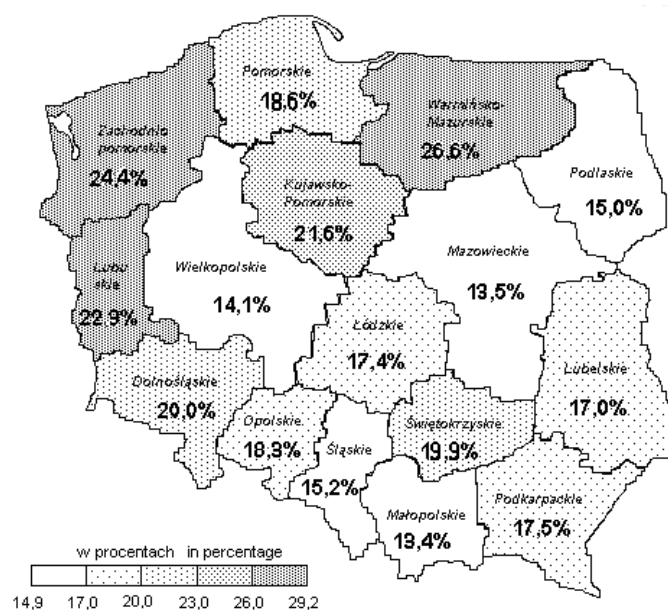 Pomorskie
18,6%
Warmińsko-
Mazurskie
26,6%
Zachodnio
pomorskie
24,4%
Podlaskie
15,0%
Kujawsko-
Pomorskie
21,6%
Mazowieckie
13,5%
Lubu
skie
22,9%
Wielkopolskie
14,1%
Łódzkie
17,4%
Lubelskie
17,0%
Dolnośląskie
20,0%
Opolskie
18,3%
Śląskie
15,2%
Świętokrzyskie
19,9%
Małopolskie
13,4%
Podkarpackie
17,5%
w procentach in percentage
14,9 17,0 20,0 23,0 26,0 29,2